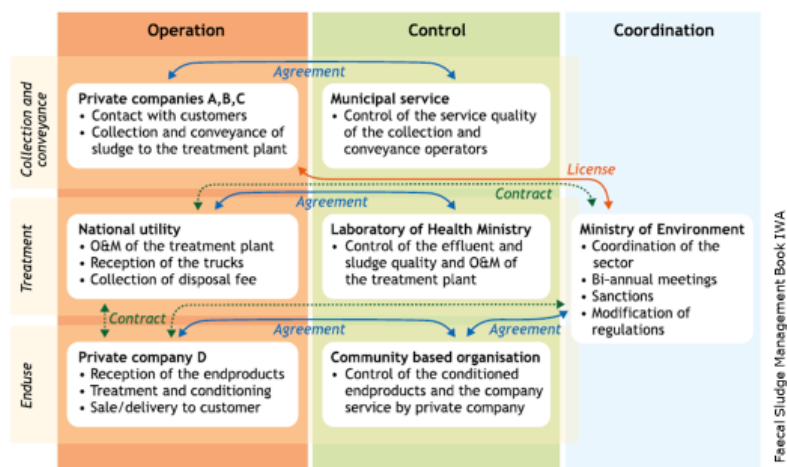 Operation
Control
Coordination
Collection and
conveyance
Agreement
Private companies A,B,C
• Contact with customers
• Collection and conveyance of
sludge to the treatment plant
Municipal service
• Control of the service quality
of the collection and
conveyance operators
License
Contract
Treatment
Agreement
National utility
• O&M of the treatment plant
• Reception of the trucks
• Collection of disposal fee
Laboratory of Health Ministry
• Control of the effluent and
sludge quality and O&M of
the treatment plant
Ministry of Environment
• Coordination of the
sector
• Bi-annual meetings
• Sanctions
• Modification of
regulations
Contract
Agreement
Agreement
Enduse
Private company D
• Reception of the endproducts
• Treatment and conditioning
• Sale/delivery to customer
Community based organisation
• Control of the conditioned
endproducts and the company
service by private company
Faecal Sludge Management Book IWA